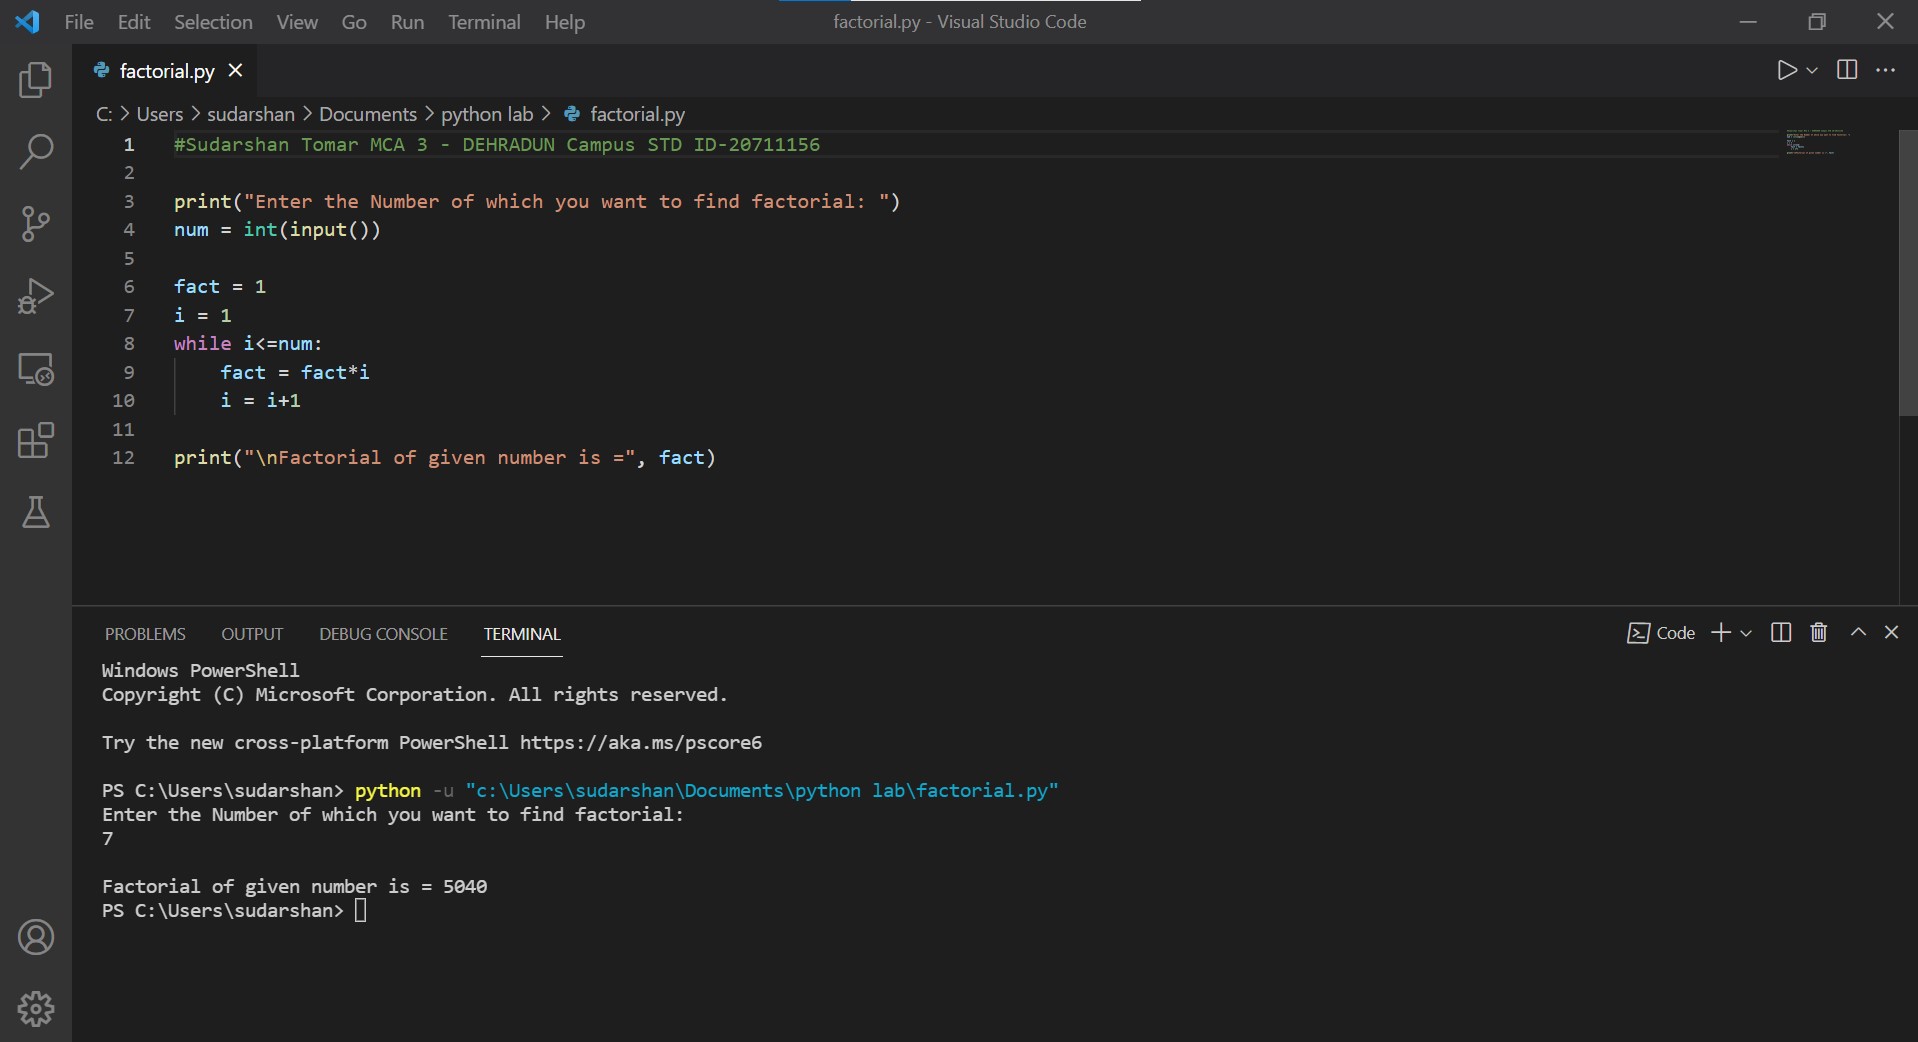 File Edit Selection View Go Run Terminal Help factorial.py - Visual Studio Code
factorial.py
C: > Users > sudarshan > Documents > python lab > factorial.py
1 #Sudarshan Tomar MCA 3 - DEHRADUN Campus STD ID-20711156
2
3 print("Enter the Number of which you want to find factorial: ")
4 num = int(input())
5
6 fact = 1
7 i = 1
8 while i<=num:
9     fact = fact*i
10     i = i+1
11
12 print("\nFactorial of given number is =", fact)
PROBLEMS OUTPUT DEBUG CONSOLE TERMINAL Code
Windows PowerShell
Copyright (C) Microsoft Corporation. All rights reserved.
Try the new cross-platform PowerShell https://aka.ms/pscore6
PS C:\Users\sudarshan> python -u "c:\Users\sudarshan\Documents\python lab\factorial.py"
Enter the Number of which you want to find factorial:
7
Factorial of given number is = 5040
PS C:\Users\sudarshan>